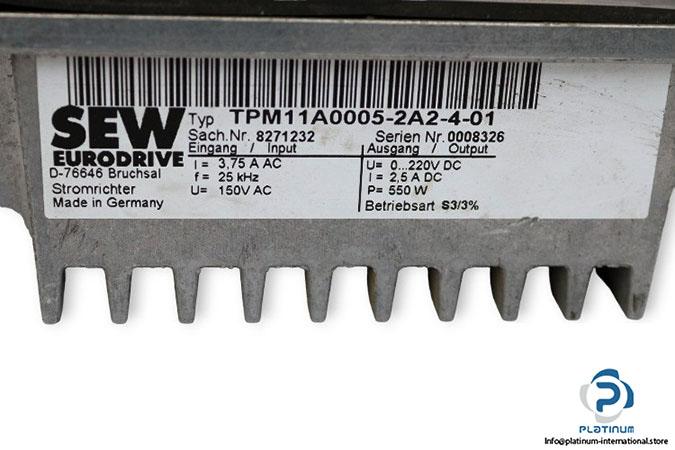 SEW
EURODRIVE
D-76646 Bruchsal
Stromrichter
Made in Germany
Typ TPM11A0005-2A2-4-01
Sach.Nr. 8271232 Serien Nr. 0008326
Eingang / Input Ausgang / Output
I = 3,75 A AC U= 0...220V DC
f = 25 kHz I = 2,5 A DC
U= 150V AC P= 550 W
Betriebsart S3/3%
PLATINUM
Info@platinum-international.store